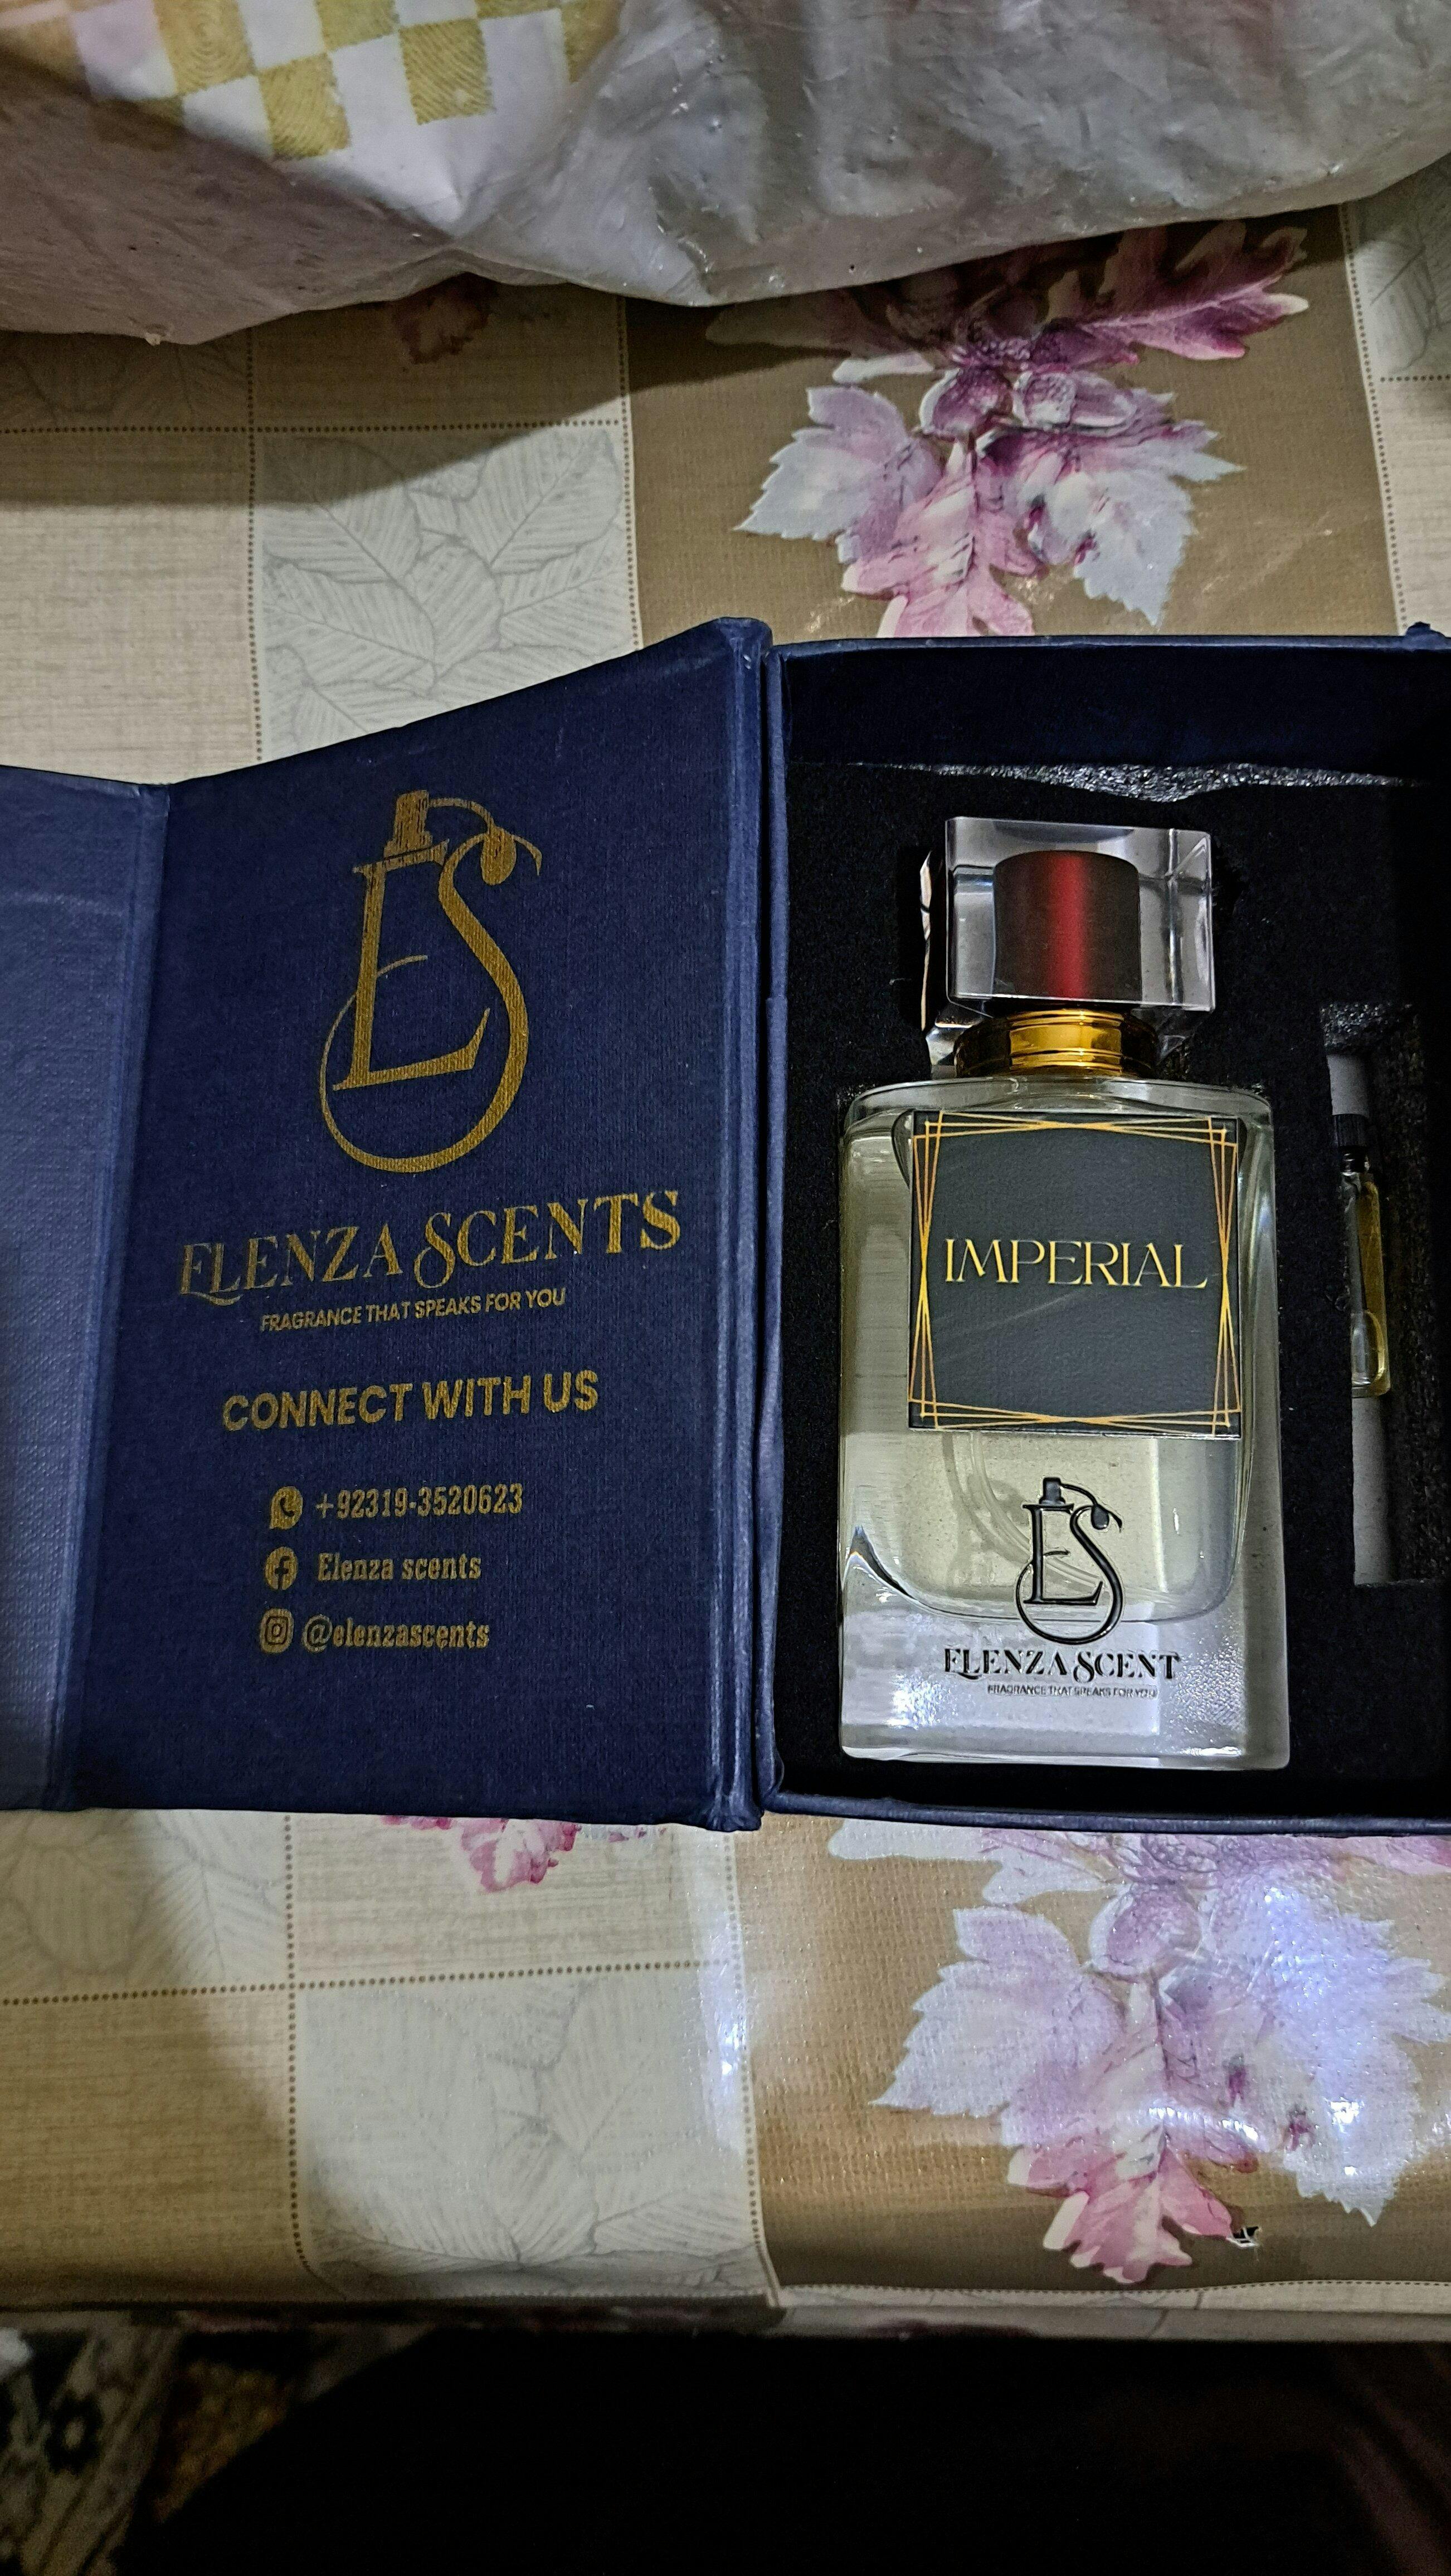 ES
ELENZA SCENTS
FRAGRANCE THAT SPEAKS FOR YOU
CONNECT WITH US
+92319-3520623
Elenza scents
@elenzascents
IMPERIAL
ES
ELENZA SCENT
FRAGRANCE THAT SPEAKS FOR YOU